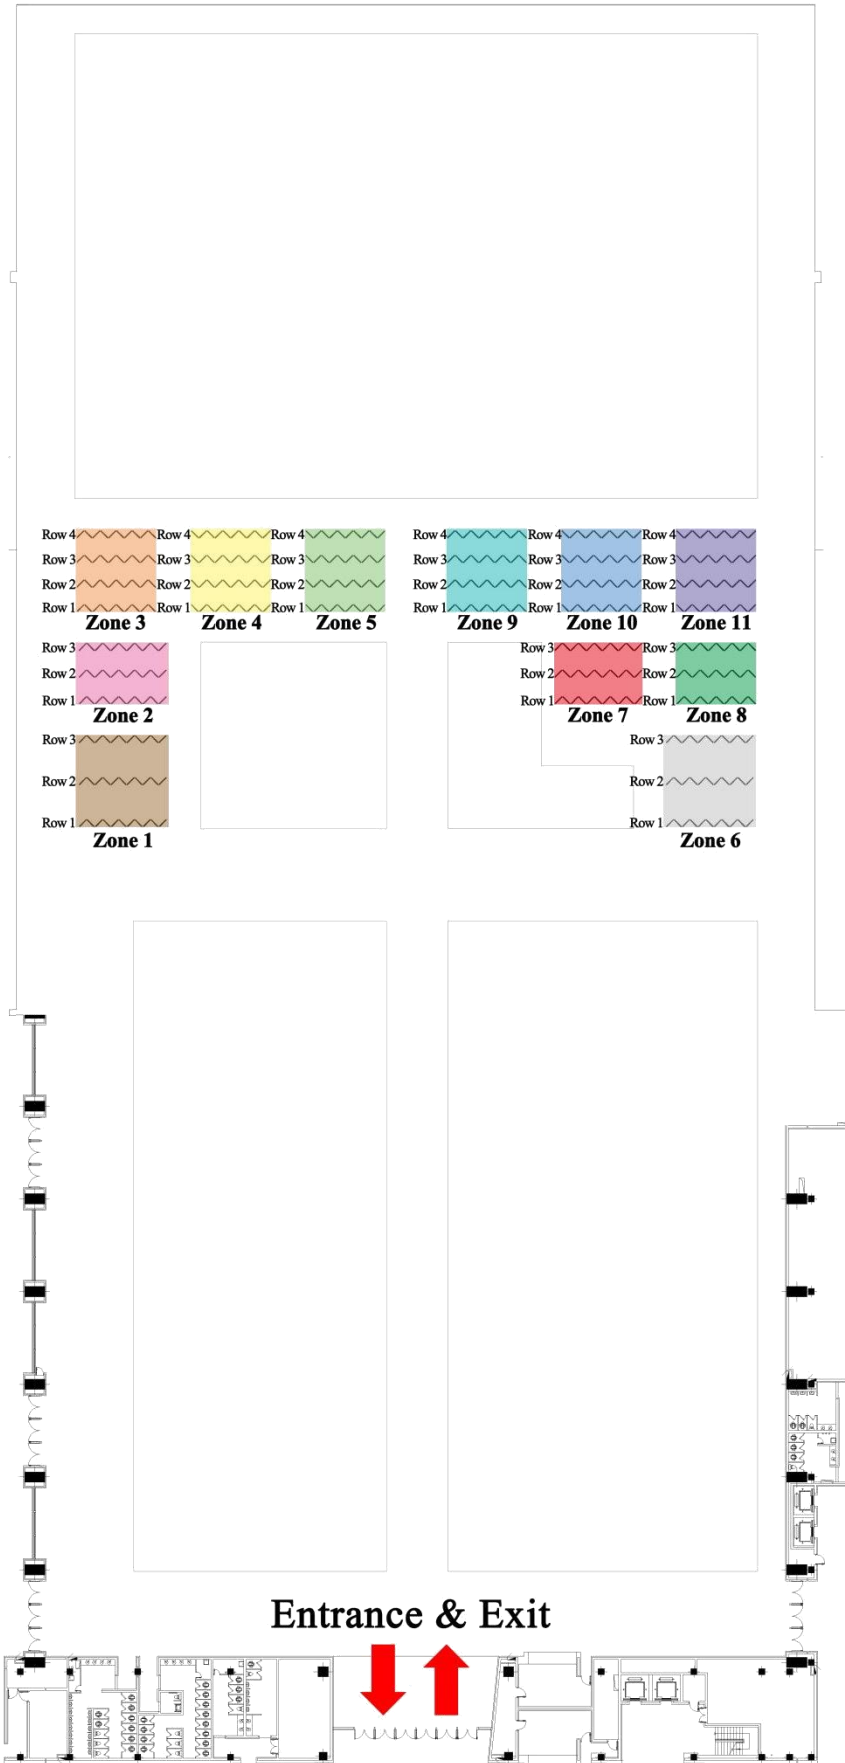 Row 4 Row 4 Row 4 Row 4 Row 4 Row 4
Row 3 Row 3 Row 3 Row 3 Row 3 Row 3
Row 2 Row 2 Row 2 Row 2 Row 2 Row 2
Row 1 Row 1 Row 1 Row 1 Row 1 Row 1
Zone 3 Zone 4 Zone 5 Zone 9 Zone 10 Zone 11
Row 3 Row 3 Row 3
Row 2 Row 2 Row 2
Row 1 Row 1 Row 1
Zone 2 Zone 7 Zone 8
Row 3 Row 3
Row 2 Row 2
Row 1 Row 1
Zone 1 Zone 6
Entrance & Exit